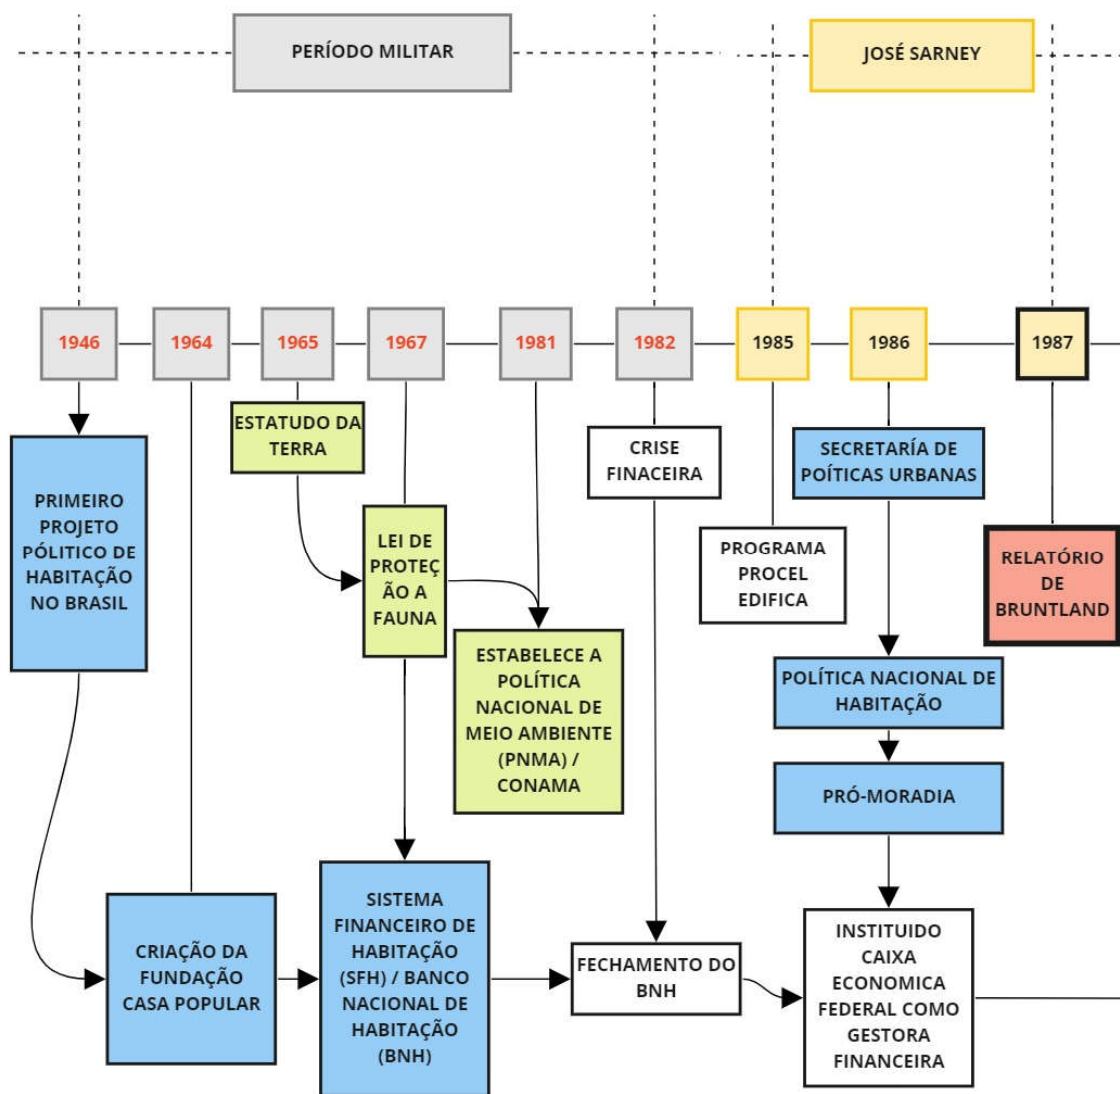 PERÍODO MILITAR
JOSÉ SARNEY
1946
1964
1965
1967
1981
1982
1985
1986
1987
ESTATUDO DA
TERRA
CRISE
FINACEIRA
SECRETARÍA DE
POÍTICAS URBANAS
PRIMEIRO
PROJETO
PÓLITICO DE
HABITAÇÃO
NO BRASIL
LEI DE
PROTEÇ
ÃO A
FAUNA
PROGRAMA
PROCEL
EDIFICA
RELATÓRIO
DE
BRUNTLAND
ESTABELECE A
POLÍTICA
NACIONAL DE
MEIO AMBIENTE
(PNMA) /
CONAMA
POLÍTICA NACIONAL DE
HABITAÇÃO
PRÓ-MORADIA
CRIAÇÃO DA
FUNDAÇÃO
CASA POPULAR
SISTEMA
FINANCEIRO DE
HABITAÇÃO
(SFH) / BANCO
NACIONAL DE
HABITAÇÃO
(BNH)
FECHAMENTO DO
BNH
INSTITUIDO
CAIXA
ECONOMICA
FEDERAL COMO
GESTORA
FINANCEIRA